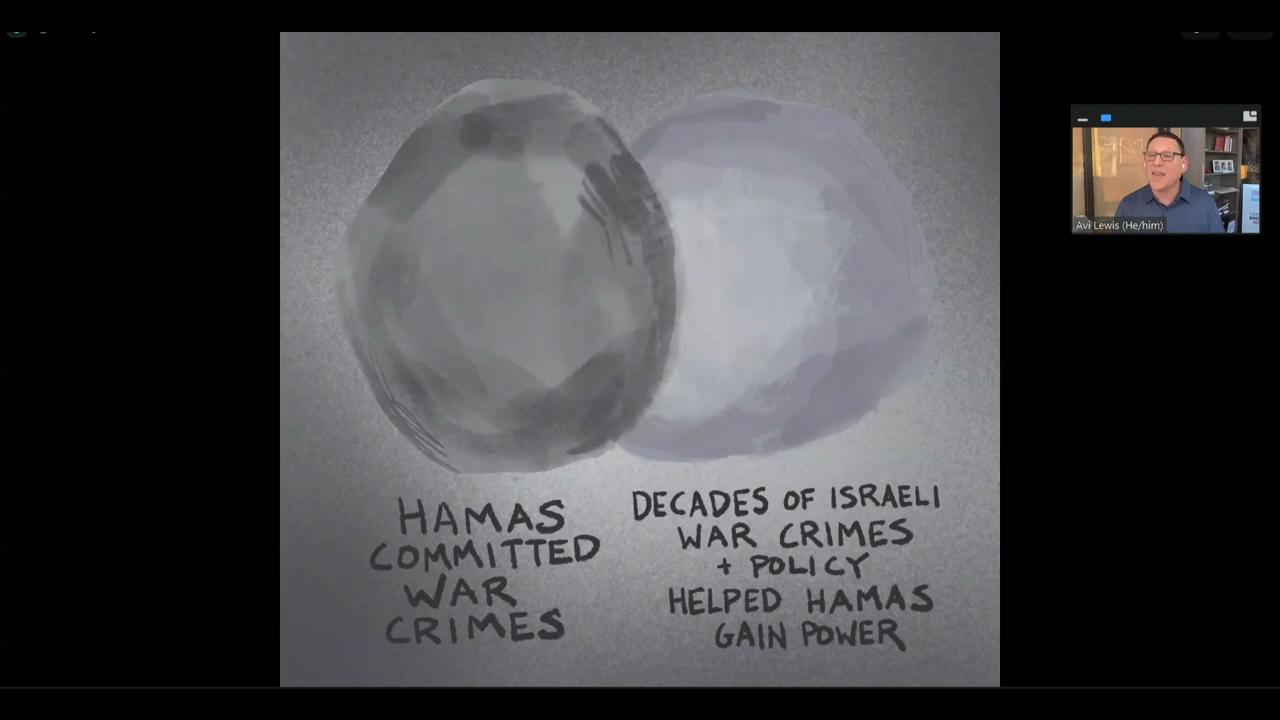 HAMAS
COMMITTED
WAR
CRIMES
DECADES OF ISRAELI
WAR CRIMES
+ POLICY
HELPED HAMAS
GAIN POWER
Avi Lewis (He/him)